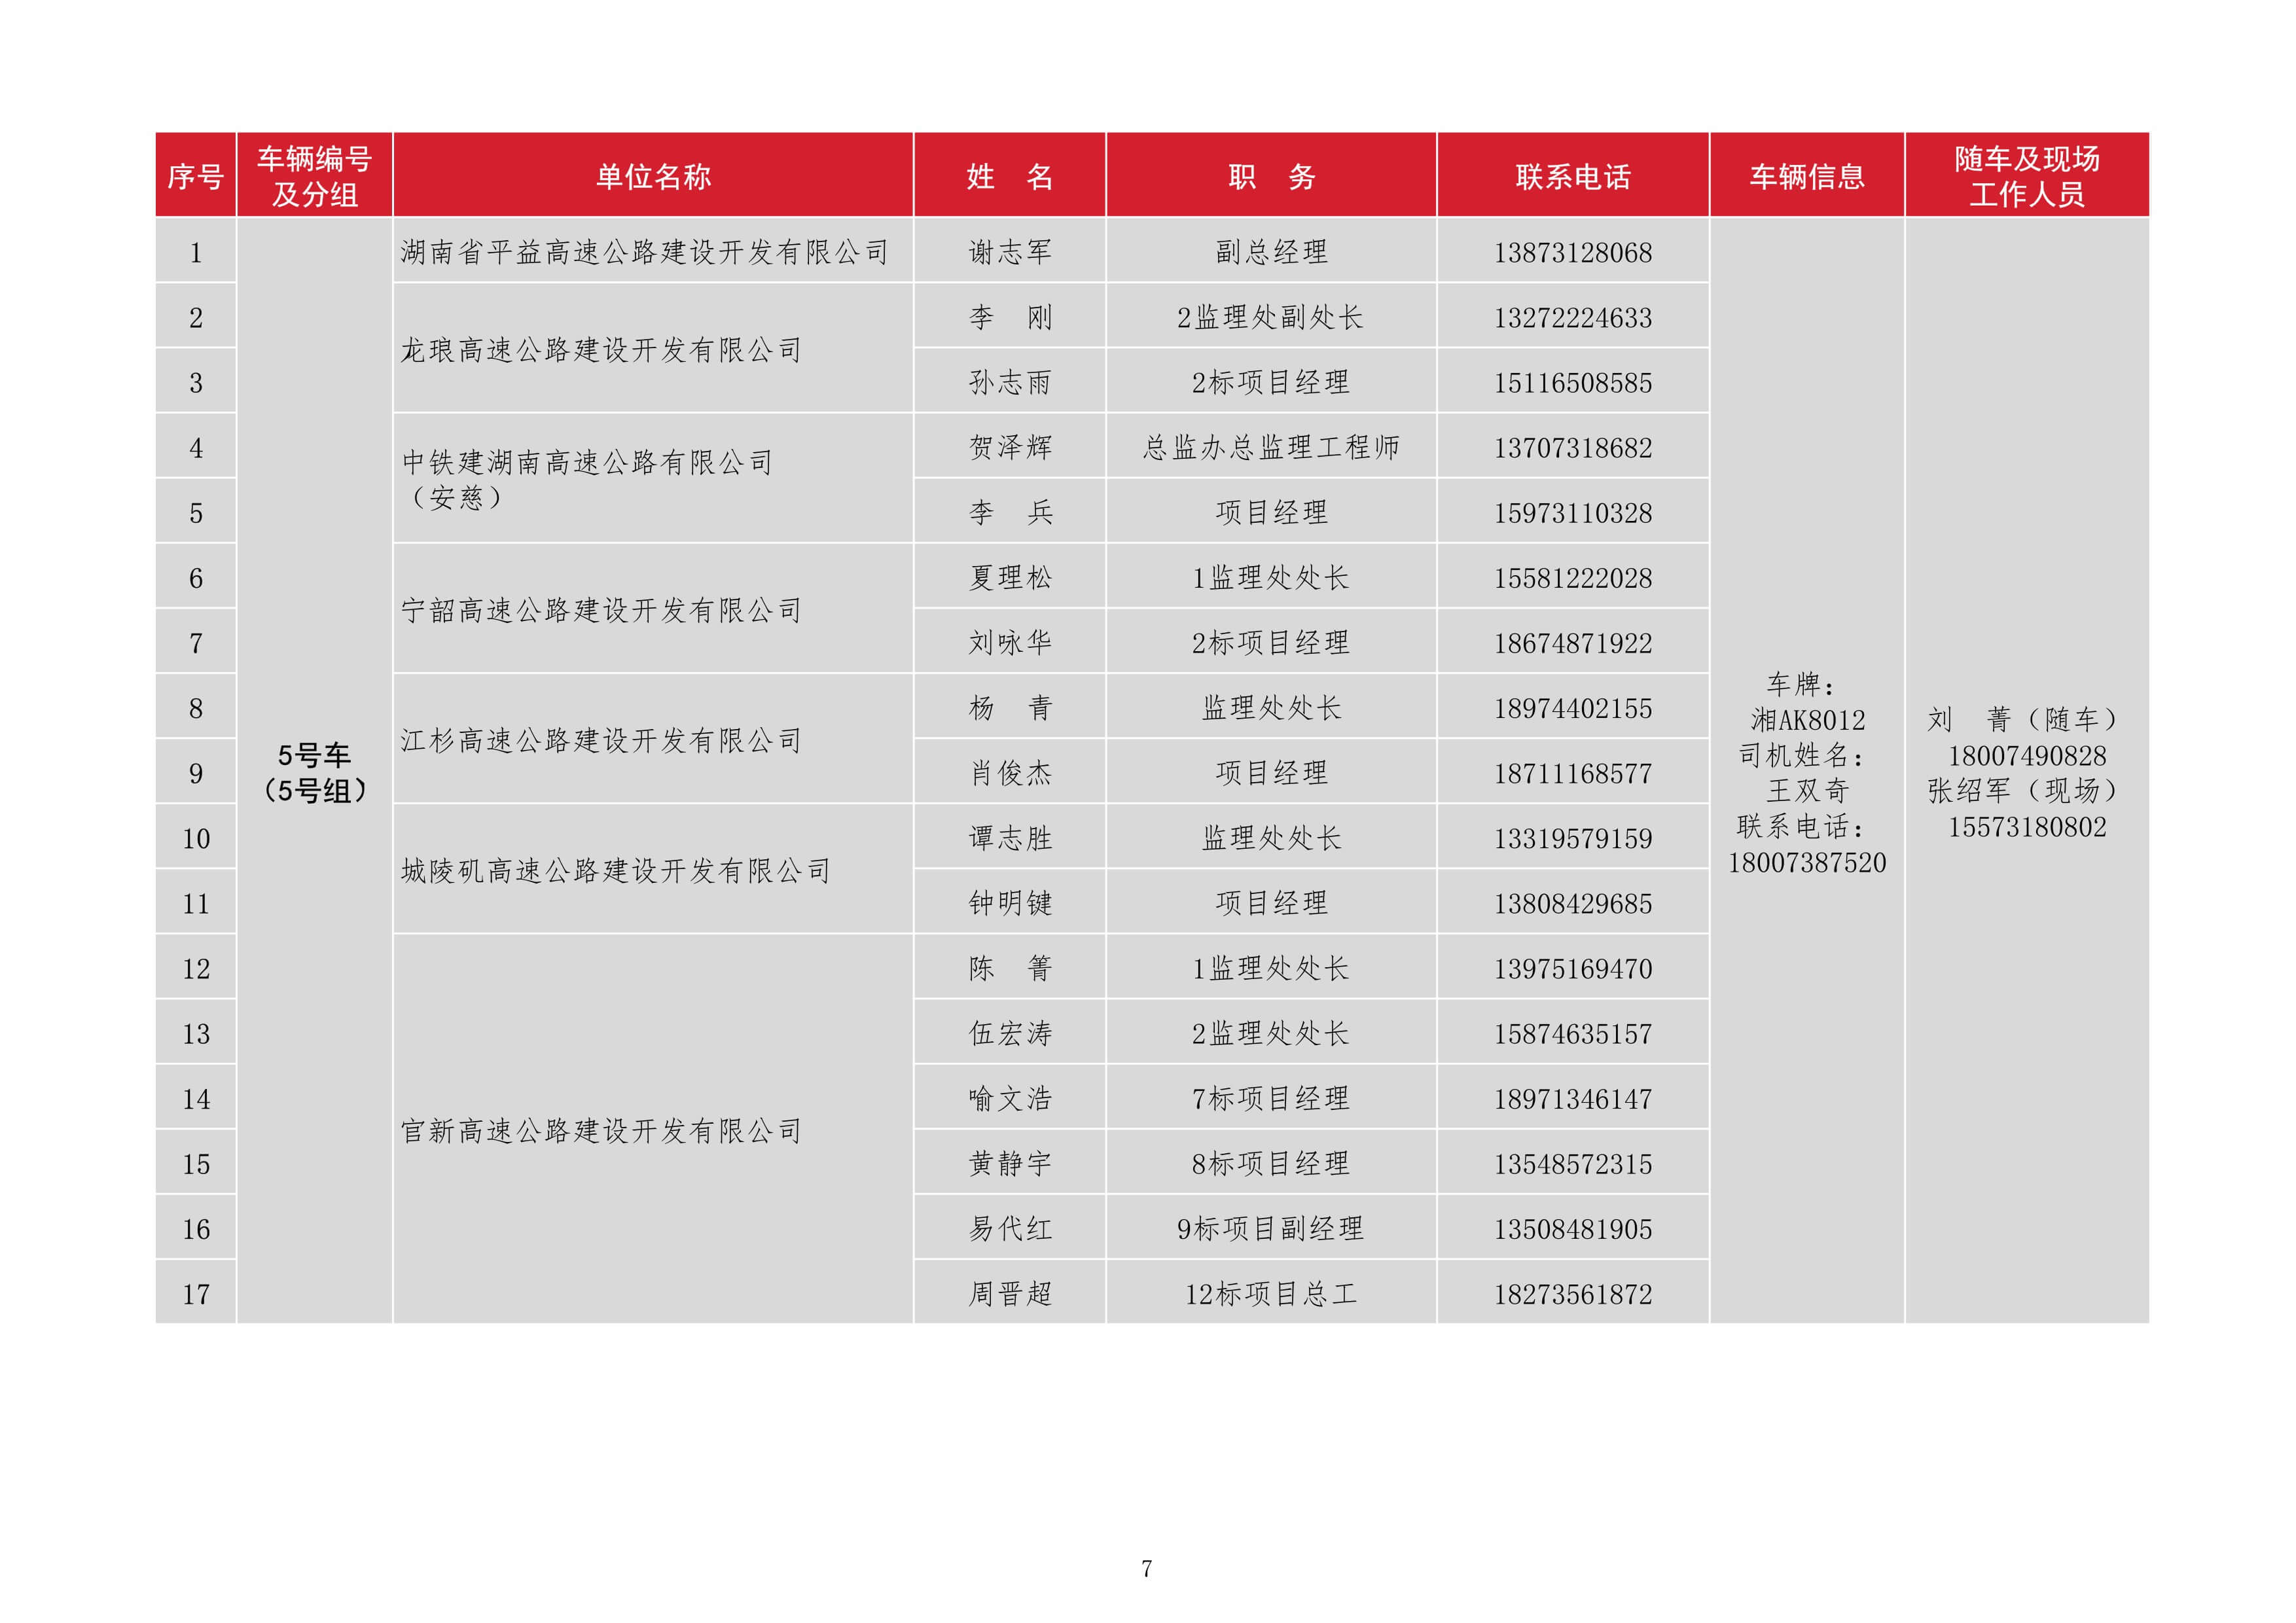 序号 车辆编号及分组 单位名称 姓　名 职　务 联系电话 车辆信息 随车及现场工作人员
1 湖南省平益高速公路建设开发有限公司 谢志军 副总经理 13873128068
2 龙琅高速公路建设开发有限公司 李　刚 2监理处副处长 13272224633
3 孙志雨 2标项目经理 15116508585
4 中铁建湖南高速公路有限公司（安慈） 贺泽辉 总监办总监理工程师 13707318682
5 李　兵 项目经理 15973110328
6 宁韶高速公路建设开发有限公司 夏理松 1监理处处长 15581222028
7 刘咏华 2标项目经理 18674871922
8 江杉高速公路建设开发有限公司 杨　青 监理处处长 18974402155
9 肖俊杰 项目经理 18711168577
10 城陵矶高速公路建设开发有限公司 谭志胜 监理处处长 13319579159
11 钟明键 项目经理 13808429685
12 官新高速公路建设开发有限公司 陈　箐 1监理处处长 13975169470
13 伍宏涛 2监理处处长 15874635157
14 喻文浩 7标项目经理 18971346147
15 黄静宇 8标项目经理 13548572315
16 易代红 9标项目副经理 13508481905
17 周晋超 12标项目总工 18273561872
5号车
（5号组）
车牌：
湘AK8012
司机姓名：
王双奇
联系电话：
18007387520
刘　菁（随车）
18007490828
张绍军（现场）
15573180802
7